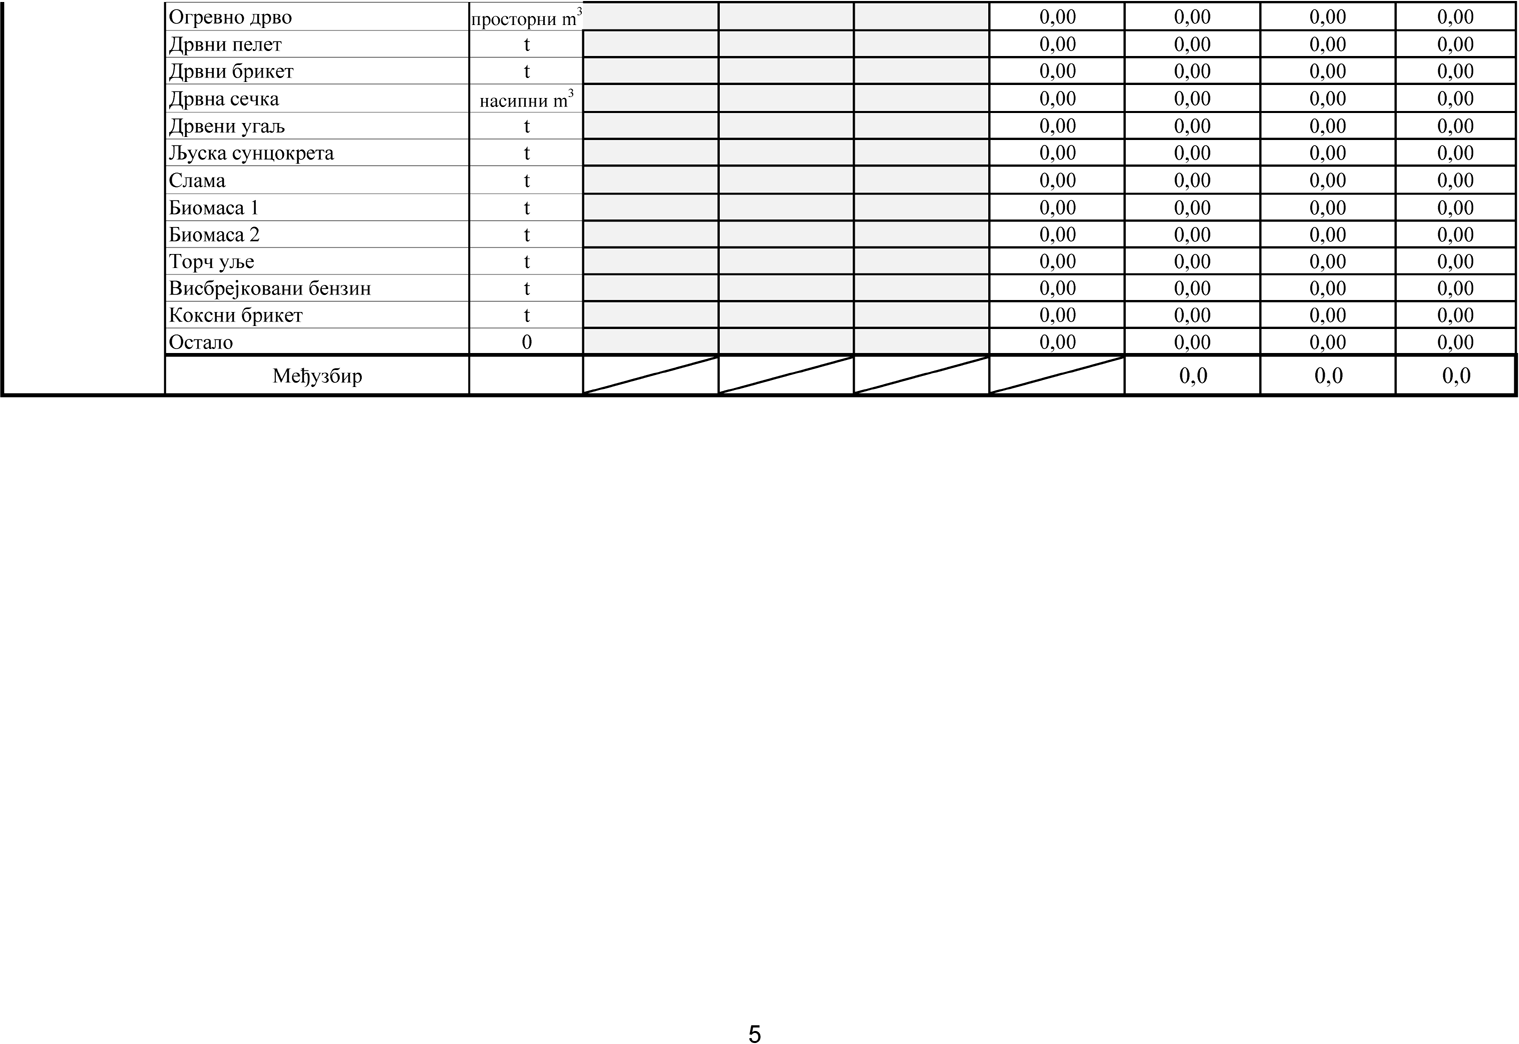 Огревно дрво просторни m³ 0,00 0,00 0,00 0,00
Дрвни пелет t 0,00 0,00 0,00 0,00
Дрвни брикет t 0,00 0,00 0,00 0,00
Дрвна сечка насипни m³ 0,00 0,00 0,00 0,00
Дрвени угаљ t 0,00 0,00 0,00 0,00
Љуска сунцокрета t 0,00 0,00 0,00 0,00
Слама t 0,00 0,00 0,00 0,00
Биомаса 1 t 0,00 0,00 0,00 0,00
Биомаса 2 t 0,00 0,00 0,00 0,00
Торч уље t 0,00 0,00 0,00 0,00
Висбрејковани бензин t 0,00 0,00 0,00 0,00
Коксни брикет t 0,00 0,00 0,00 0,00
Остало 0 0,00 0,00 0,00 0,00
Међузбир 0,0 0,0 0,0
5